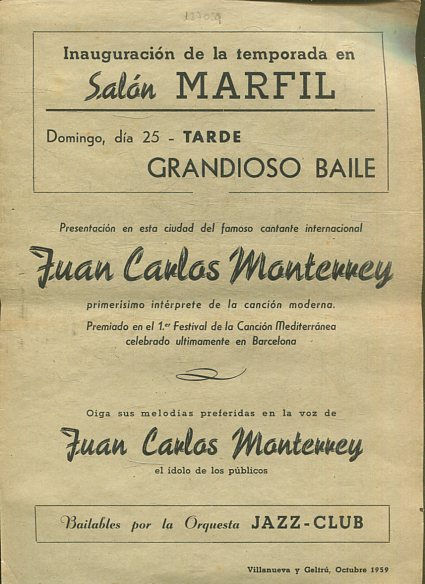 Inauguración de la temporada en
Salón MARFIL
Domingo, día 25 - TARDE
GRANDIOSO BAILE
Presentación en esta ciudad del famoso cantante internacional
Juan Carlos Monterrey
primerísimo intérprete de la canción moderna.
Premiado en el 1.er Festival de la Canción Mediterránea
celebrado ultimamente en Barcelona
Oiga sus melodías preferidas en la voz de
Juan Carlos Monterrey
el ídolo de los públicos
Bailables por la Orquesta JAZZ-CLUB
Villanueva y Geltrú, Octubre 1959